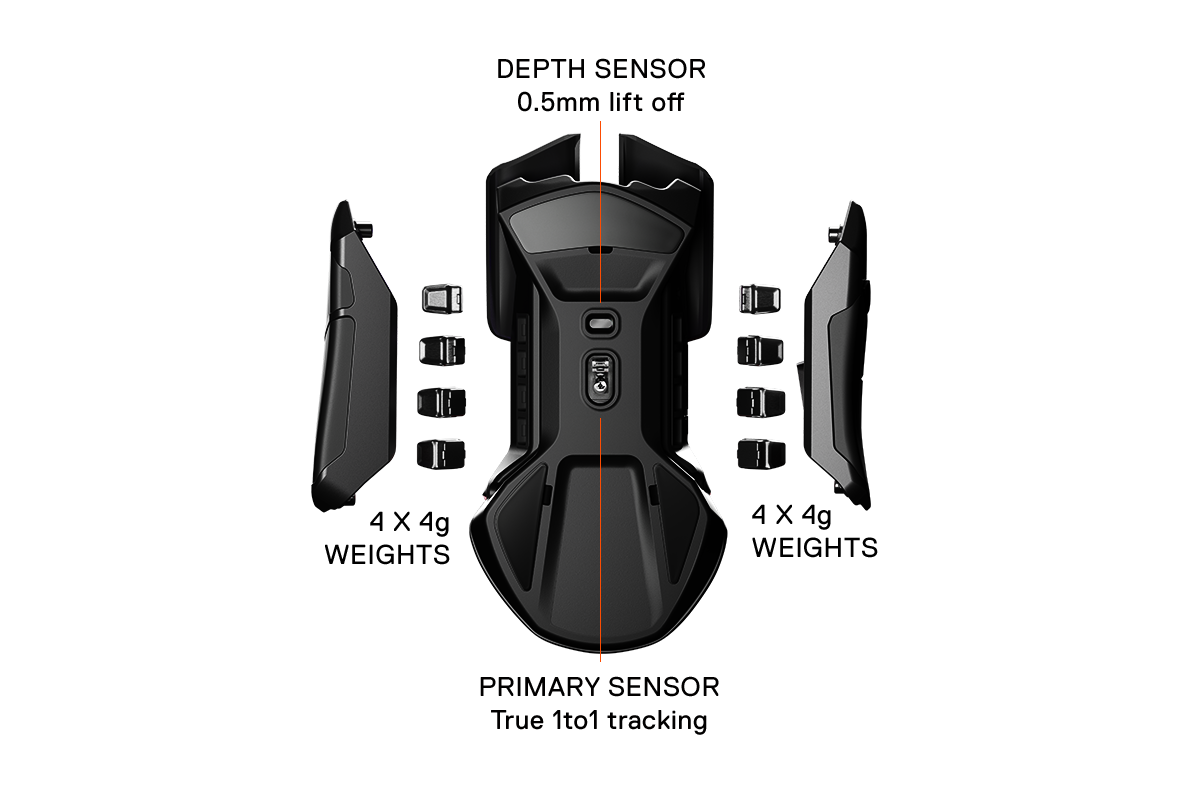 DEPTH SENSOR
0.5mm lift off
4 X 4g
WEIGHTS
4 X 4g
WEIGHTS
PRIMARY SENSOR
True 1to1 tracking